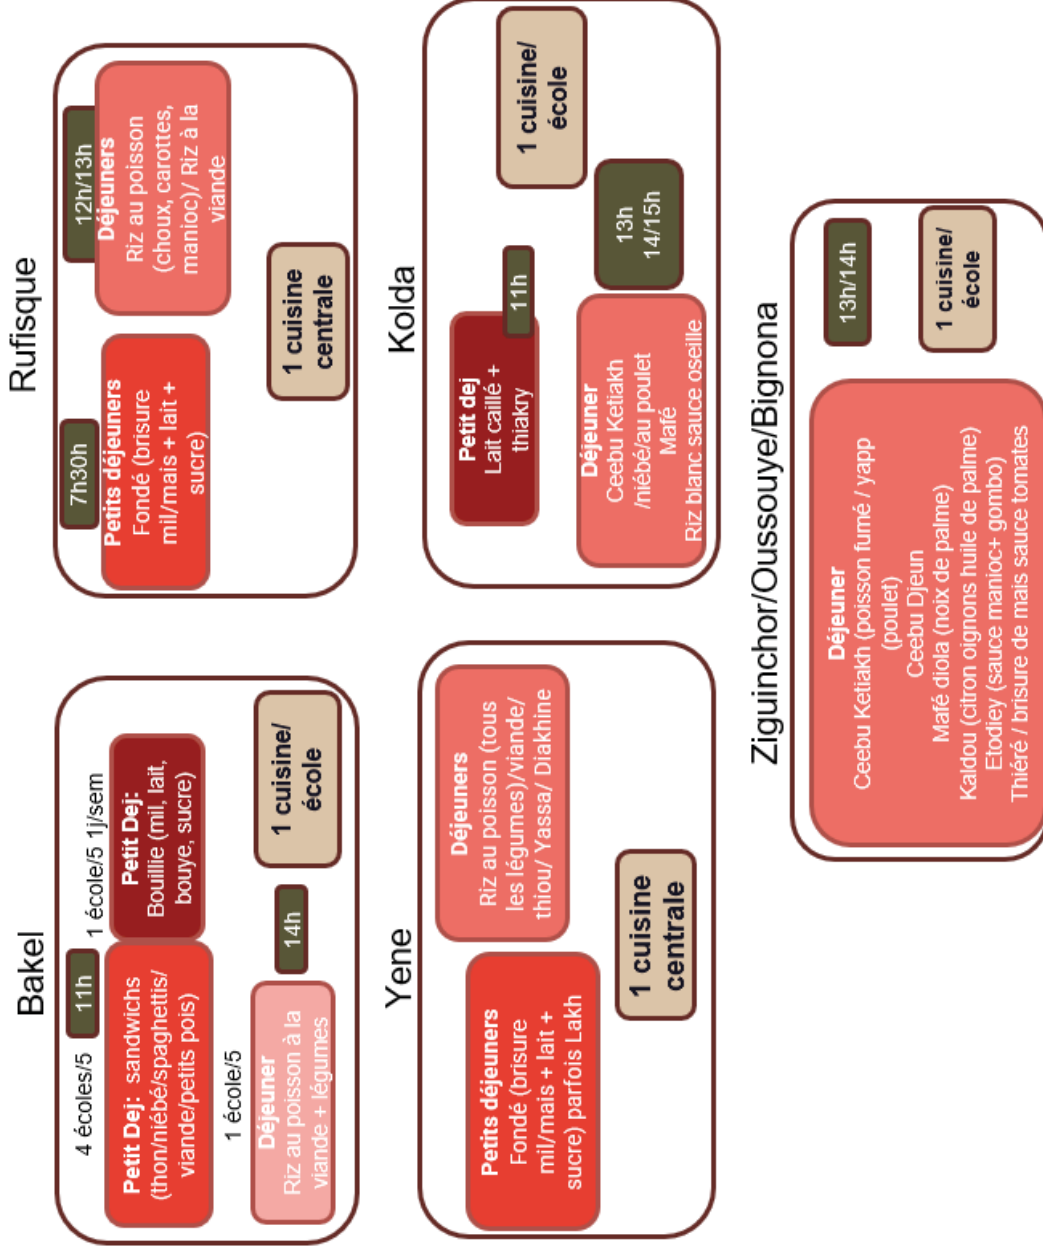 Bakel
4 écoles/5
11h
1 école/5 1j/sem
Petit Dej: sandwichs
(thon/niébé/spaghettis/
viande/petits pois)
Petit Dej:
Bouillie (mil, lait,
bouye, sucre)
1 école/5
Déjeuner
Riz au poisson à la
viande + légumes
14h
1 cuisine/
école
Rufisque
7h30h
Petits déjeuners
Fondé (brisure
mil/mais + lait +
sucre)
12h/13h
Déjeuners
Riz au poisson
(choux, carottes,
manioc)/ Riz à la
viande
1 cuisine
centrale
Yene
Petits déjeuners
Fondé (brisure
mil/mais + lait +
sucre) parfois Lakh
Déjeuners
Riz au poisson (tous
les légumes)/viande/
thiou/ Yassa/ Diakhine
1 cuisine
centrale
Kolda
Petit dej
Lait caillé +
thiakry
11h
1 cuisine/
école
Déjeuner
Ceebu Ketiakh
/niébé/au poulet
Mafé
Riz blanc sauce oseille
13h
14/15h
Ziguinchor/Oussouye/Bignona
Déjeuner
Ceebu Ketiakh (poisson fumé / yapp
(poulet)
Ceebu Djeun
Mafé diola (noix de palme)
Kaldou (citron oignons huile de palme)
Etodiey (sauce manioc+ gombo)
Thiéré / brisure de mais sauce tomates
13h/14h
1 cuisine/
école